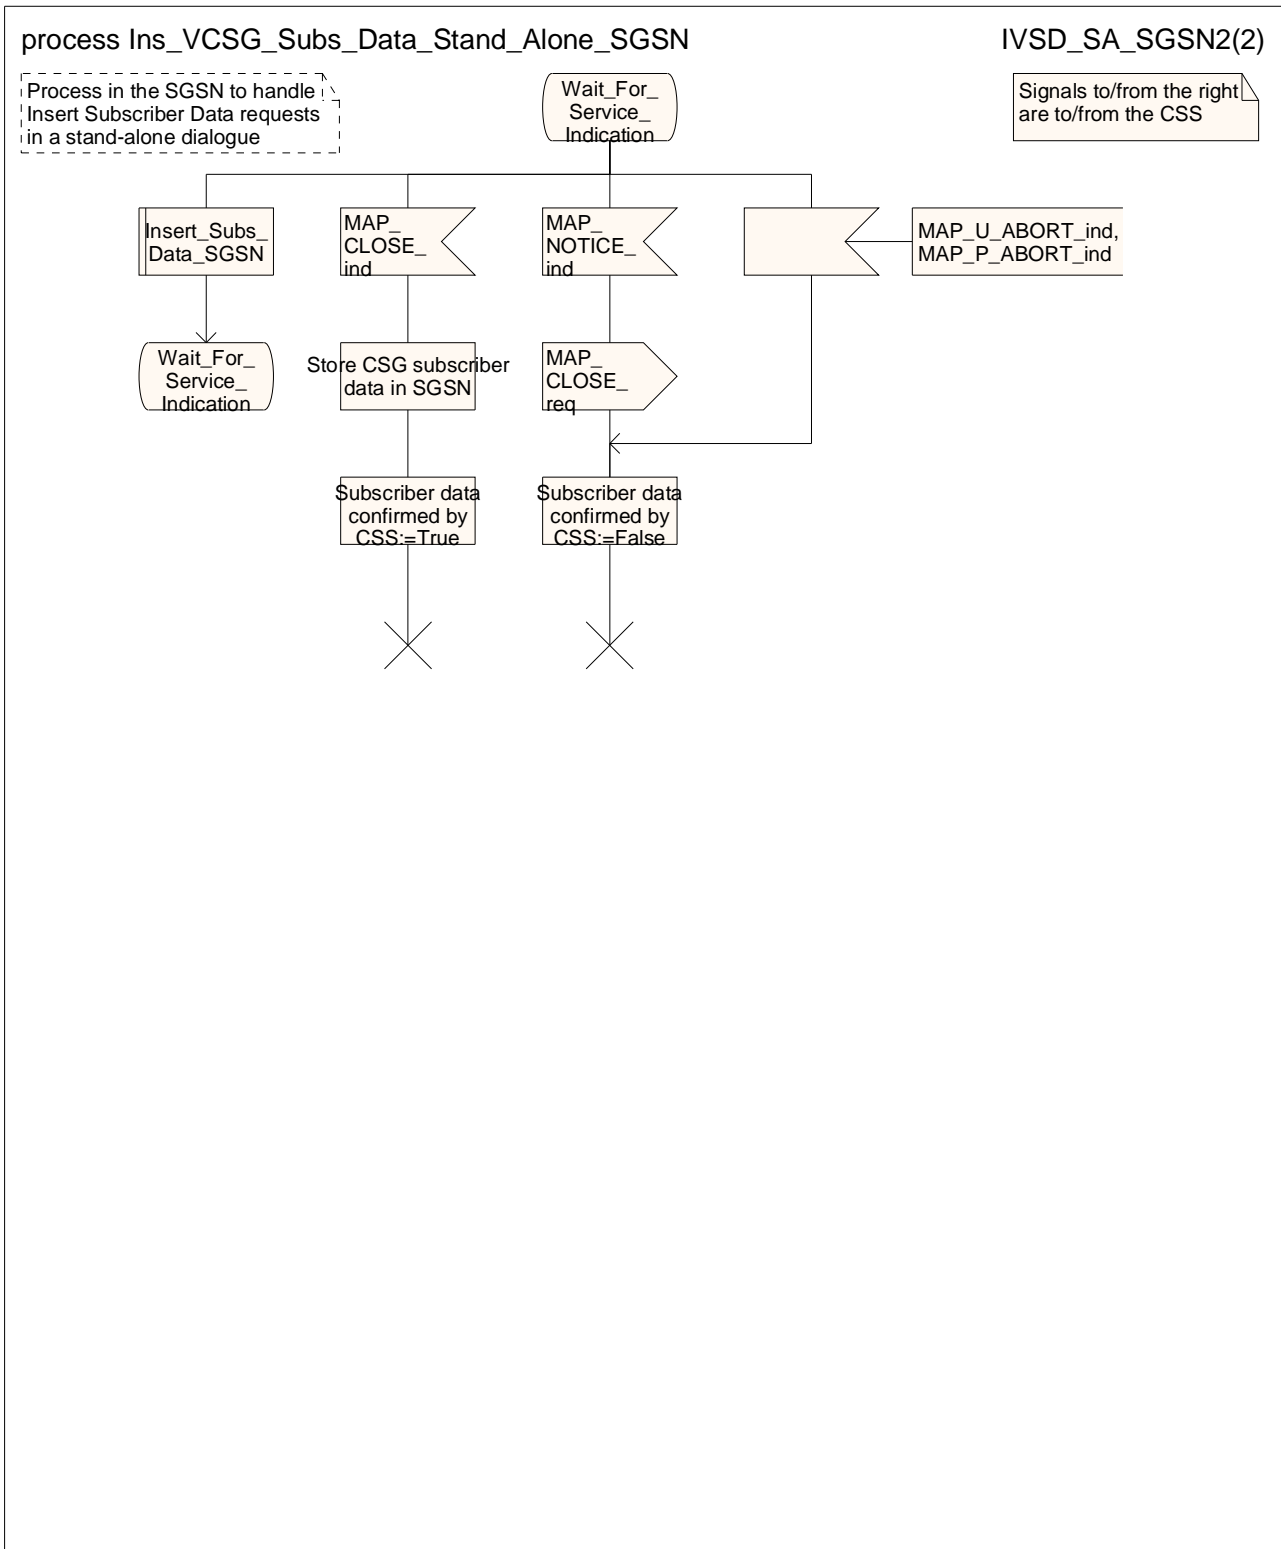 process Ins_VCSG_Subs_Data_Stand_Alone_SGSN
IVSD_SA_SGSN2(2)
Process in the SGSN to handle
Insert Subscriber Data requests
in a stand-alone dialogue
Wait_For_
Service_
Indication
Signals to/from the right
are to/from the CSS
Insert_Subs_
Data_SGSN
MAP_
CLOSE_
ind
MAP_
NOTICE_
ind
MAP_U_ABORT_ind,
MAP_P_ABORT_ind
Wait_For_
Service_
Indication
Store CSG subscriber
data in SGSN
MAP_
CLOSE_
req
Subscriber data
confirmed by
CSS:=True
Subscriber data
confirmed by
CSS:=False